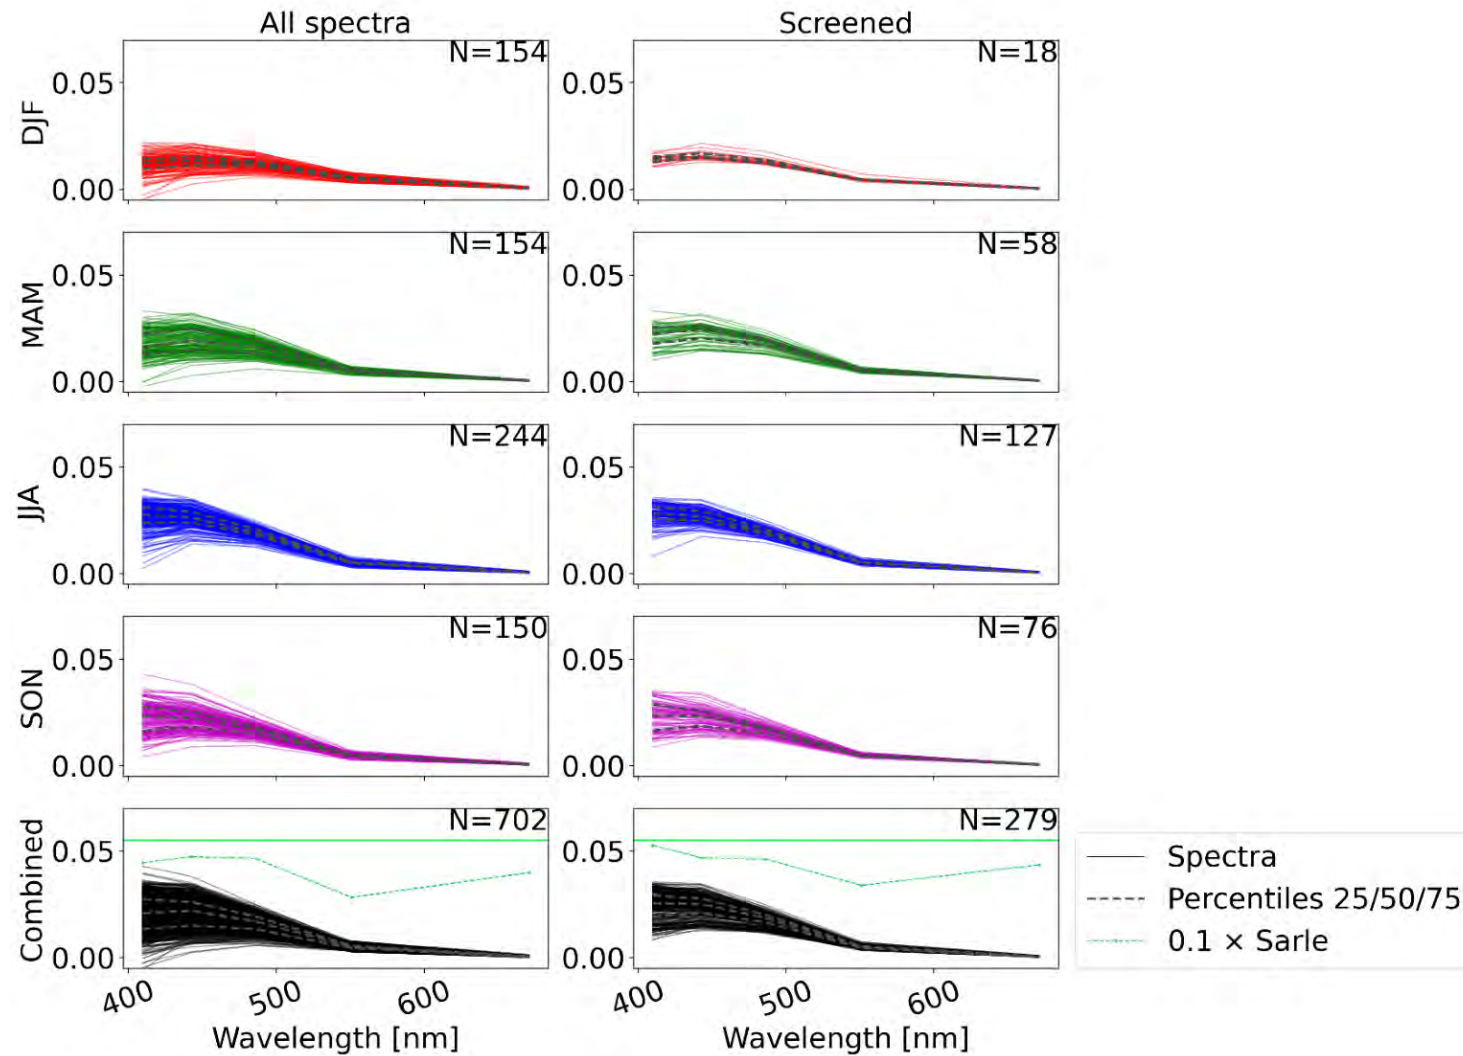 All spectra
Screened
DJF
0.05
0.00
N=154
0.05
0.00
N=18
MAM
0.05
0.00
N=154
0.05
0.00
N=58
JJA
0.05
0.00
N=244
0.05
0.00
N=127
SON
0.05
0.00
N=150
0.05
0.00
N=76
Combined
0.05
0.00
N=702
0.05
0.00
N=279
400
500
600
400
500
600
Wavelength [nm]
Wavelength [nm]
Spectra
Percentiles 25/50/75
0.1 × Sarle